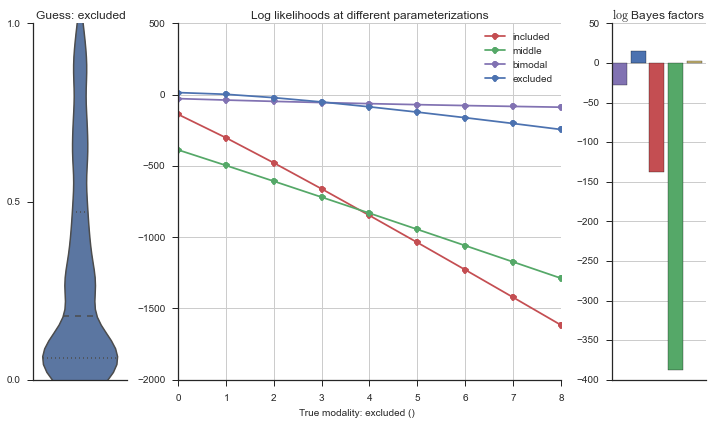 Guess: excluded
1.0
0.5
0.0
Log likelihoods at different parameterizations
500
0
−500
−1000
−1500
−2000
included
middle
bimodal
excluded
0 1 2 3 4 5 6 7 8
True modality: excluded ()
log Bayes factors
50
0
−50
−100
−150
−200
−250
−300
−350
−400